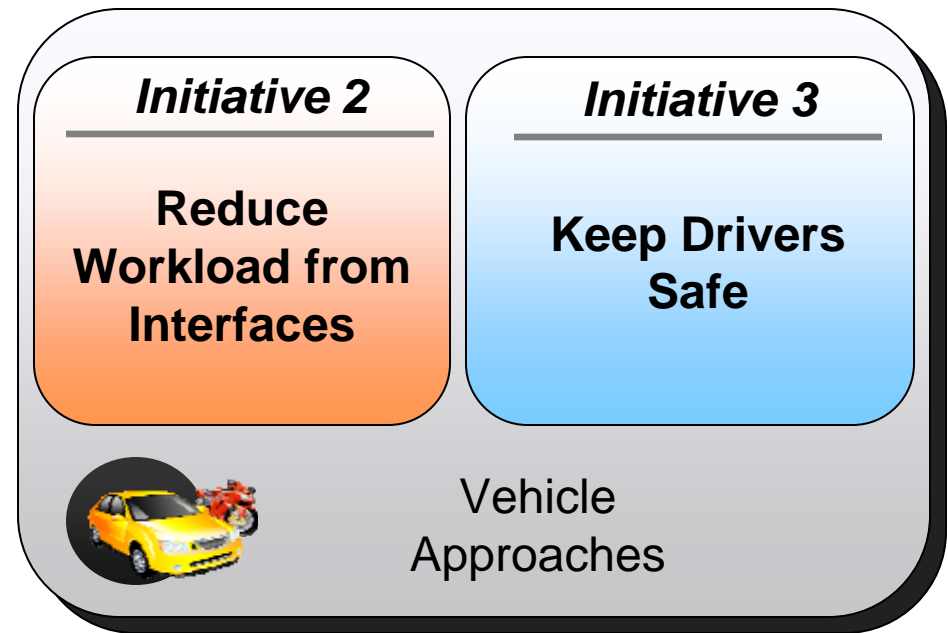 Initiative 2
Reduce
Workload from
Interfaces
Initiative 3
Keep Drivers
Safe
Vehicle
Approaches